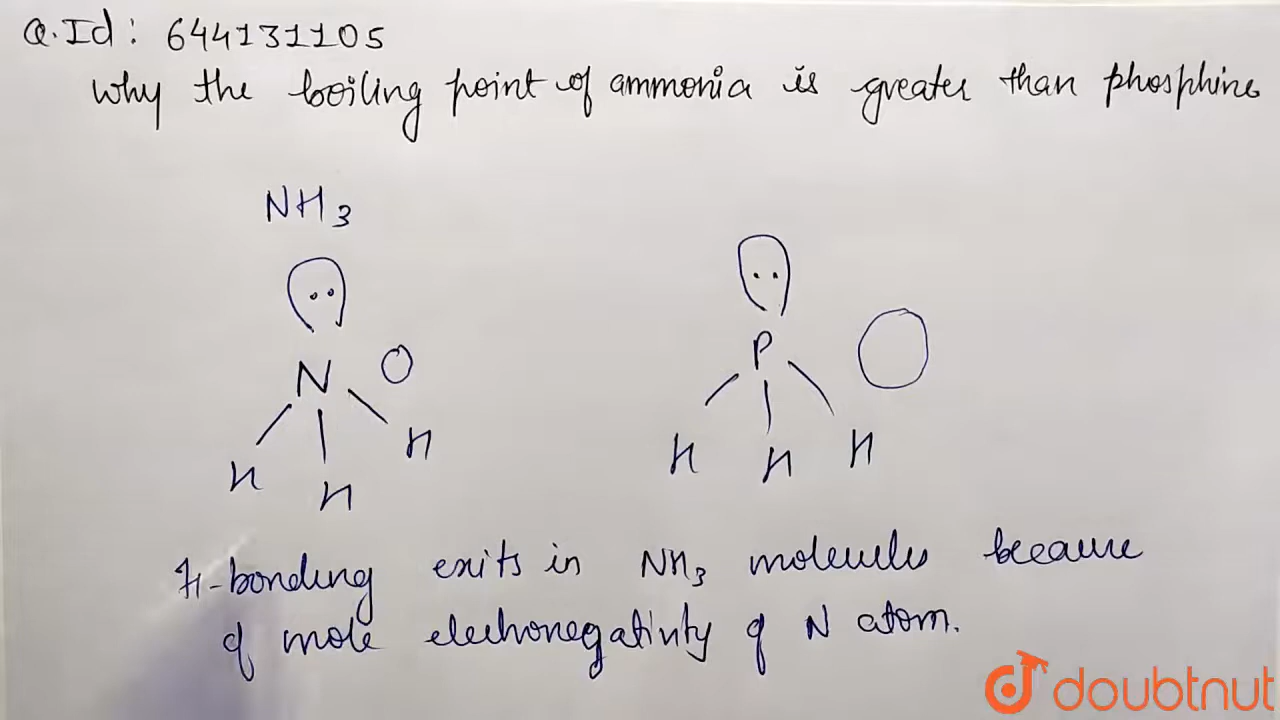 Q.Id: 644131105
why the boiling point of ammonia is greater than phosphine
NH3
N
O
H
H
H
P
H
H
H
H-bonding exits in NH3 molecules because
of mole electronegativity of N atom.
doubtnut